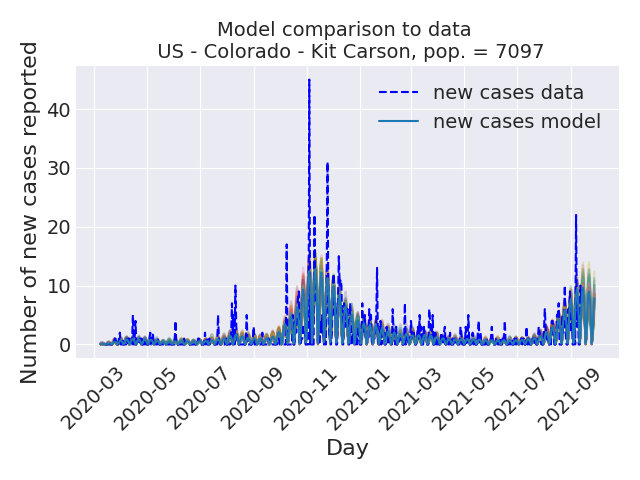 Model comparison to data
US - Colorado - Kit Carson, pop. = 7097
Number of new cases reported
40
30
20
10
0
new cases data
new cases model
2020-03
2020-05
2020-07
2020-09
2020-11
2021-01
2021-03
2021-05
2021-07
2021-09
Day